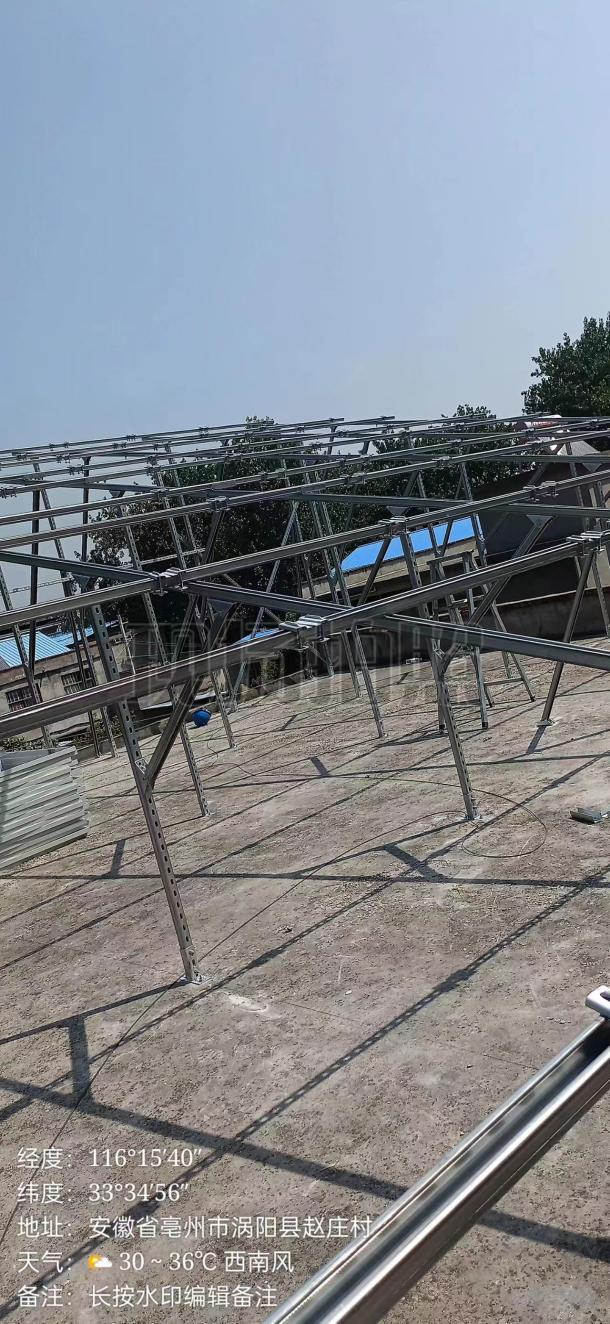 经度：116°15′40″
纬度：33°34′56″
地址：安徽省亳州市涡阳县赵庄村
天气：30 ~ 36℃ 西南风
备注：长按水印编辑备注